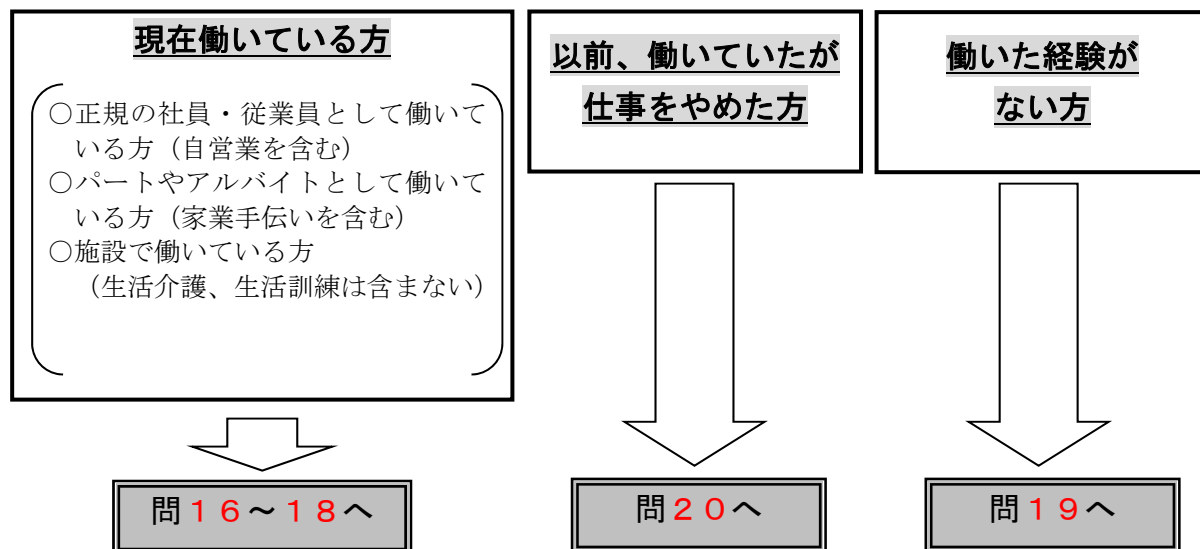 現在働いている方
○正規の社員・従業員として働いて
いる方（自営業を含む）
○パートやアルバイトとして働いて
いる方（家業手伝いを含む）
○施設で働いている方
（生活介護、生活訓練は含まない）
問１６～１８へ
以前、働いていたが
仕事をやめた方
問２０へ
働いた経験が
ない方
問１９へ